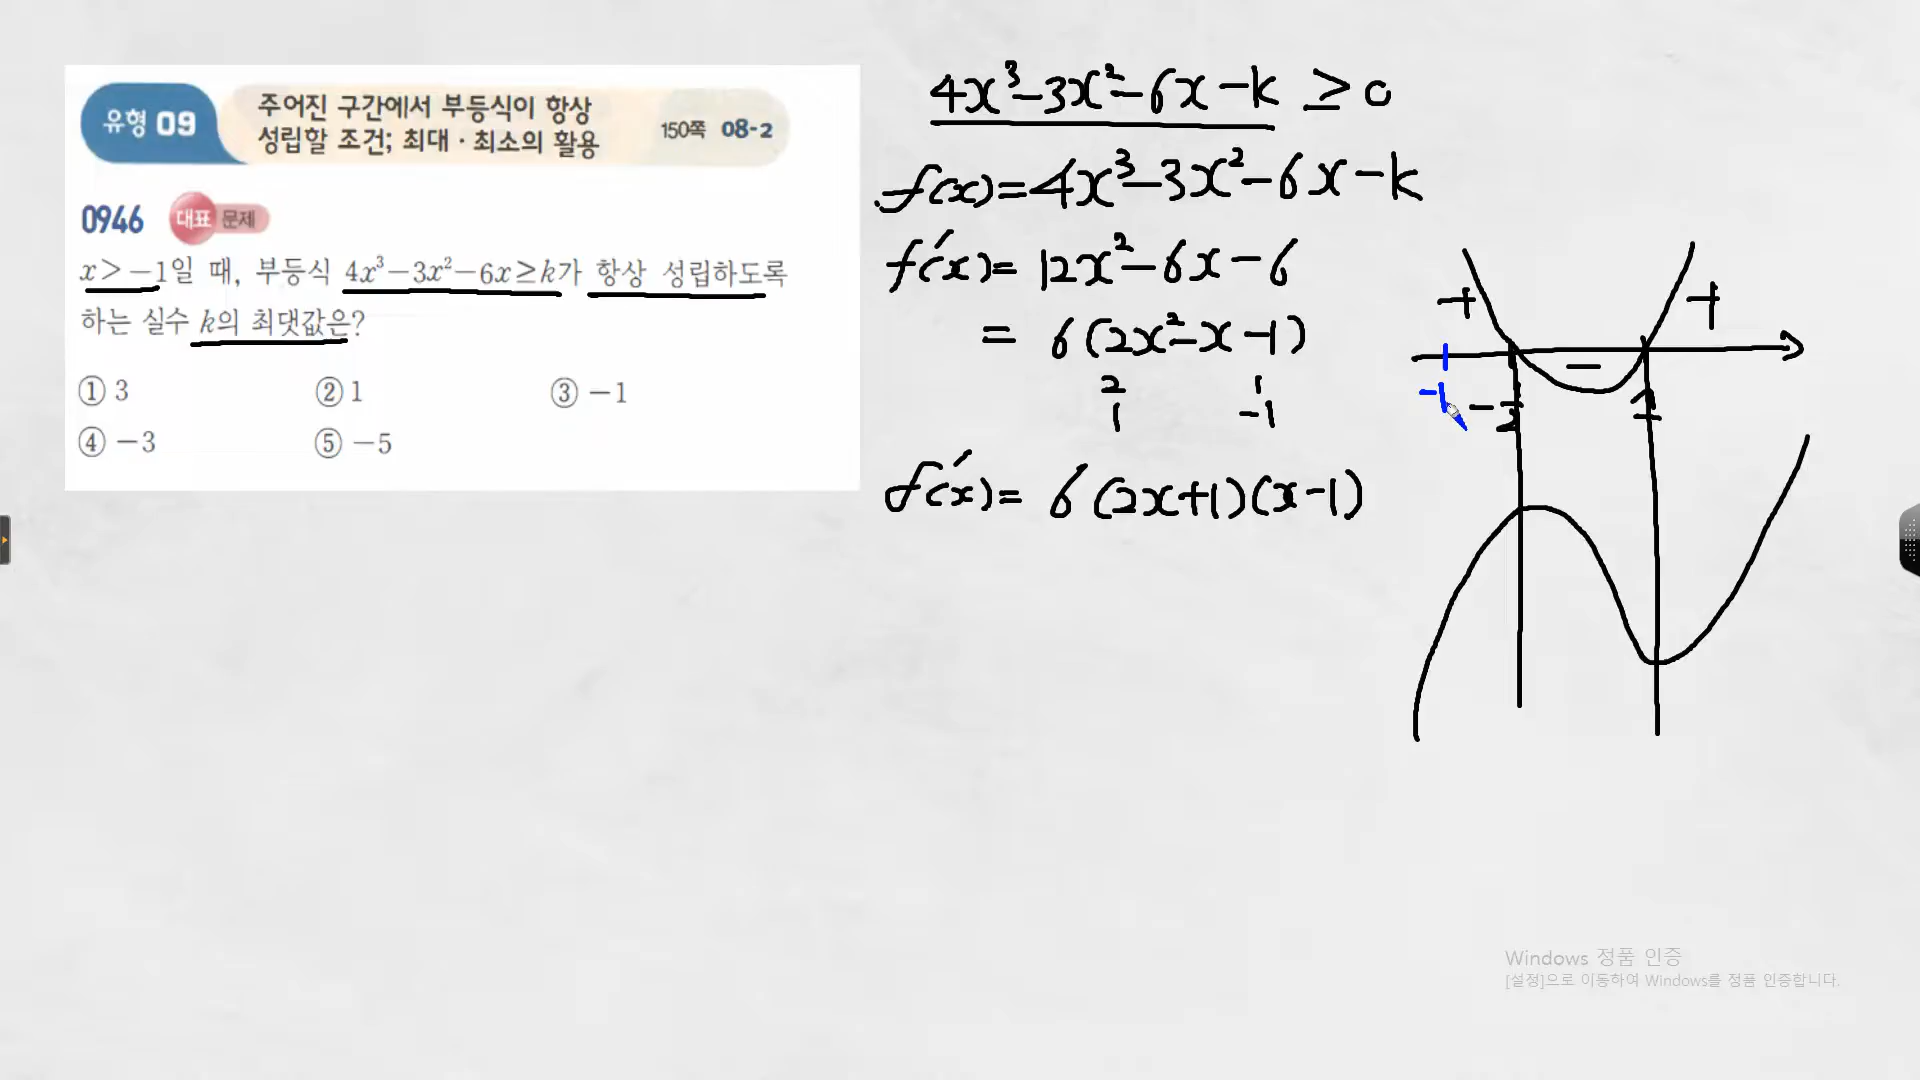 유형 09
주어진 구간에서 부등식이 항상
성립할 조건; 최대·최소의 활용
150쪽 08-2
0946 대표 문제
x>-1일 때, 부등식 4x³-3x²-6x≥k가 항상 성립하도록
하는 실수 k의 최댓값은?
① 3 ② 1 ③ -1
④ -3 ⑤ -5
4x³-3x²-6x-k ≥0
f(x)=4x³-3x²-6x-k
f'(x)= 12x²-6x-6
= 6(2x²-x-1)
2 1
1 -1
f'(x)= 6(2x+1)(x-1)
+ - +
-1 -1/2 1
Windows 정품 인증
[설정]으로 이동하여 Windows를 정품 인증합니다.